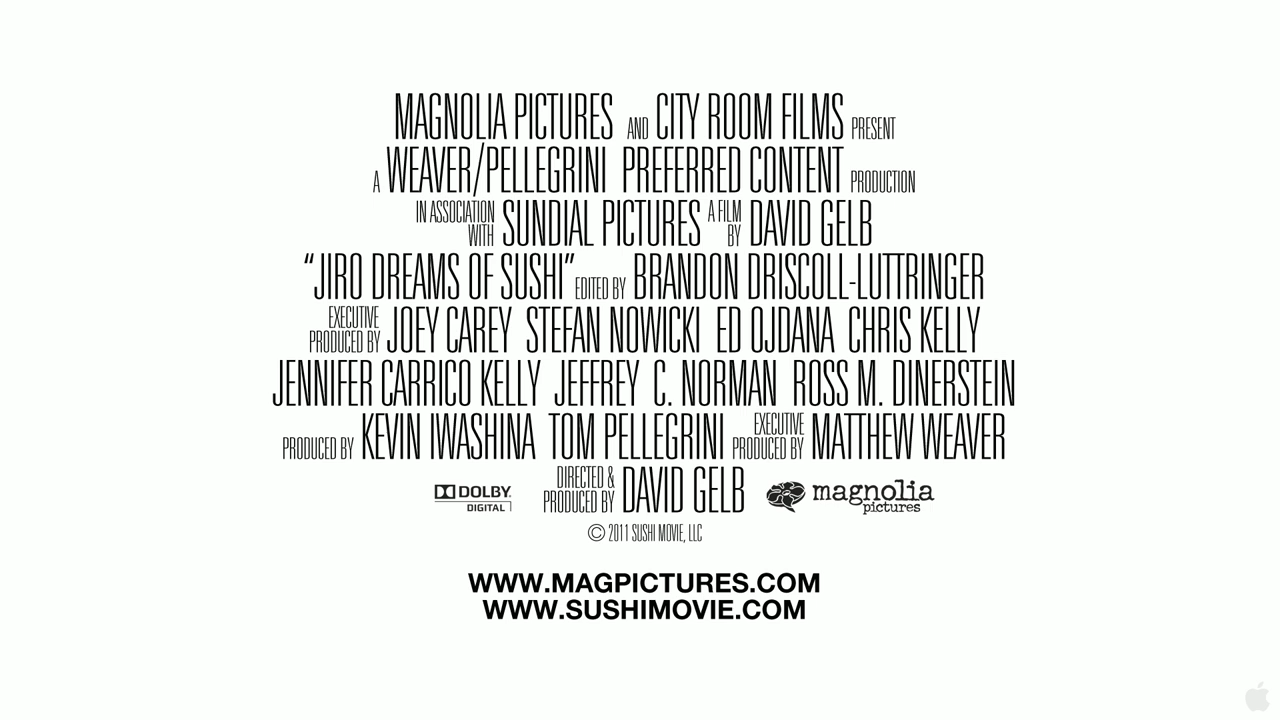 MAGNOLIA PICTURES AND CITY ROOM FILMS PRESENT
A WEAVER/PELLEGRINI PREFERRED CONTENT PRODUCTION
IN ASSOCIATION WITH SUNDIAL PICTURES A FILM BY DAVID GELB
“JIRO DREAMS OF SUSHI” EDITED BY BRANDON DRISCOLL-LUTTRINGER
EXECUTIVE PRODUCED BY JOEY CAREY STEFAN NOWICKI ED OJDANA CHRIS KELLY
JENNIFER CARRICO KELLY JEFFREY C. NORMAN ROSS M. DINERSTEIN
PRODUCED BY KEVIN IWASHINA TOM PELLEGRINI EXECUTIVE PRODUCED BY MATTHEW WEAVER
DOLBY DIGITAL DIRECTED & PRODUCED BY DAVID GELB magnolia pictures
© 2011 SUSHI MOVIE, LLC
WWW.MAGPICTURES.COM
WWW.SUSHIMOVIE.COM